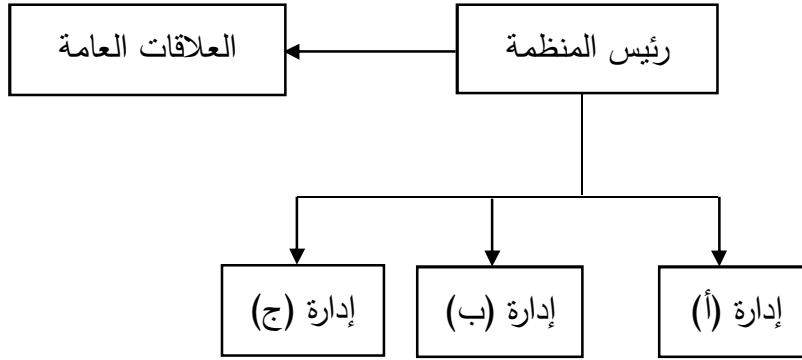 رئيس المنظمة
العلاقات العامة
إدارة (أ)
إدارة (ب)
إدارة (ج)